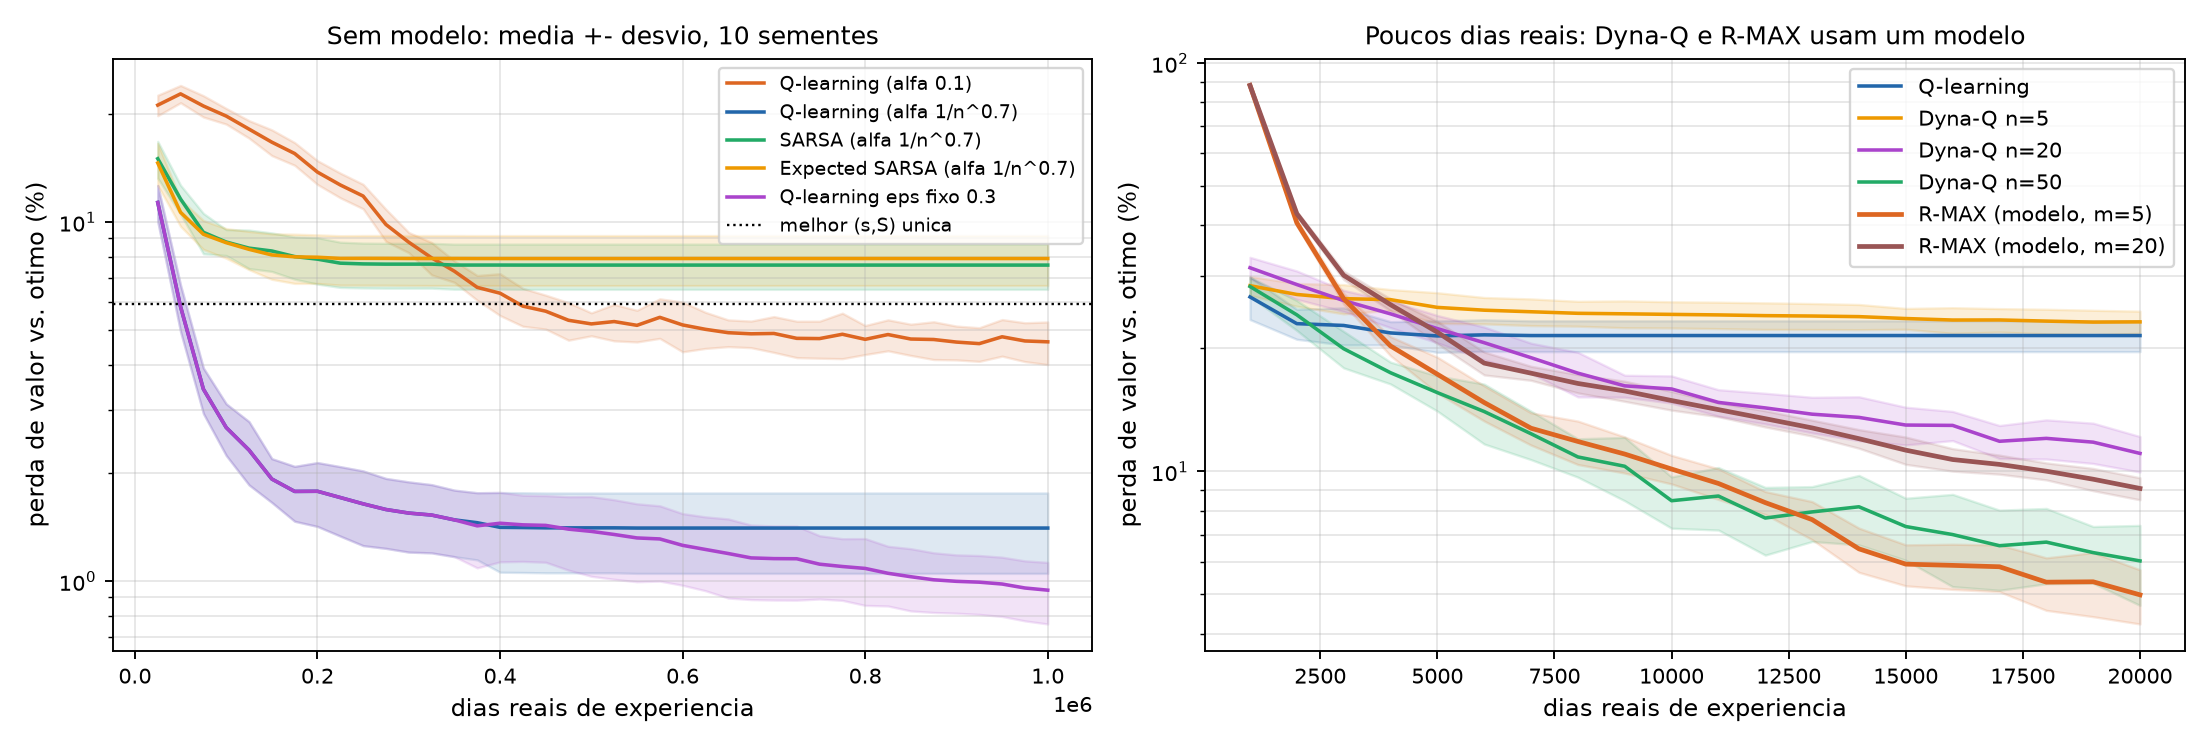 Sem modelo: media +- desvio, 10 sementes
perda de valor vs. otimo (%)
10^1
10^0
Q-learning (alfa 0.1)
Q-learning (alfa 1/n^0.7)
SARSA (alfa 1/n^0.7)
Expected SARSA (alfa 1/n^0.7)
Q-learning eps fixo 0.3
melhor (s,S) unica
0.0 0.2 0.4 0.6 0.8 1.0
1e6
dias reais de experiencia
Poucos dias reais: Dyna-Q e R-MAX usam um modelo
perda de valor vs. otimo (%)
10^2
10^1
Q-learning
Dyna-Q n=5
Dyna-Q n=20
Dyna-Q n=50
R-MAX (modelo, m=5)
R-MAX (modelo, m=20)
2500 5000 7500 10000 12500 15000 17500 20000
dias reais de experiencia